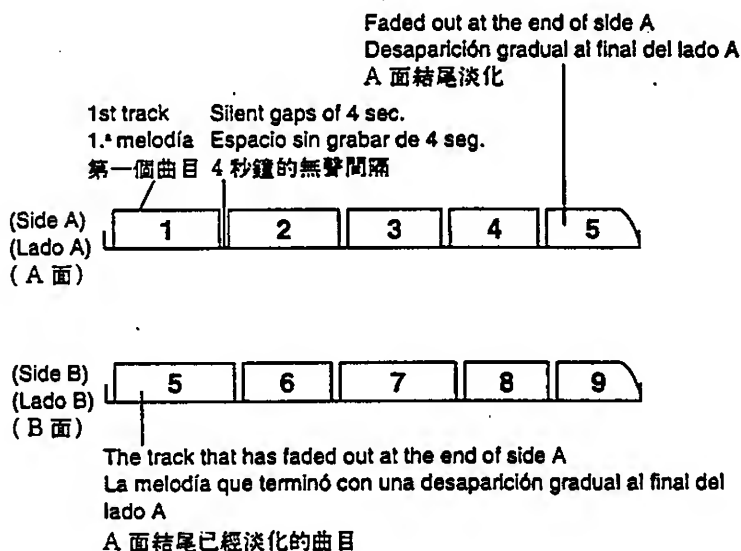 Faded out at the end of side A
Desaparición gradual al final del lado A
A 面結尾淡化
1st track Silent gaps of 4 sec.
1.ª melodía Espacio sin grabar de 4 seg.
第一個曲目 4 秒鐘的無聲間隔
(Side A)
(Lado A)
( A 面)
1 2 3 4 5
(Side B)
(Lado B)
( B 面)
5 6 7 8 9
The track that has faded out at the end of side A
La melodía que terminó con una desaparición gradual al final del
lado A
A 面結尾已經淡化的曲目